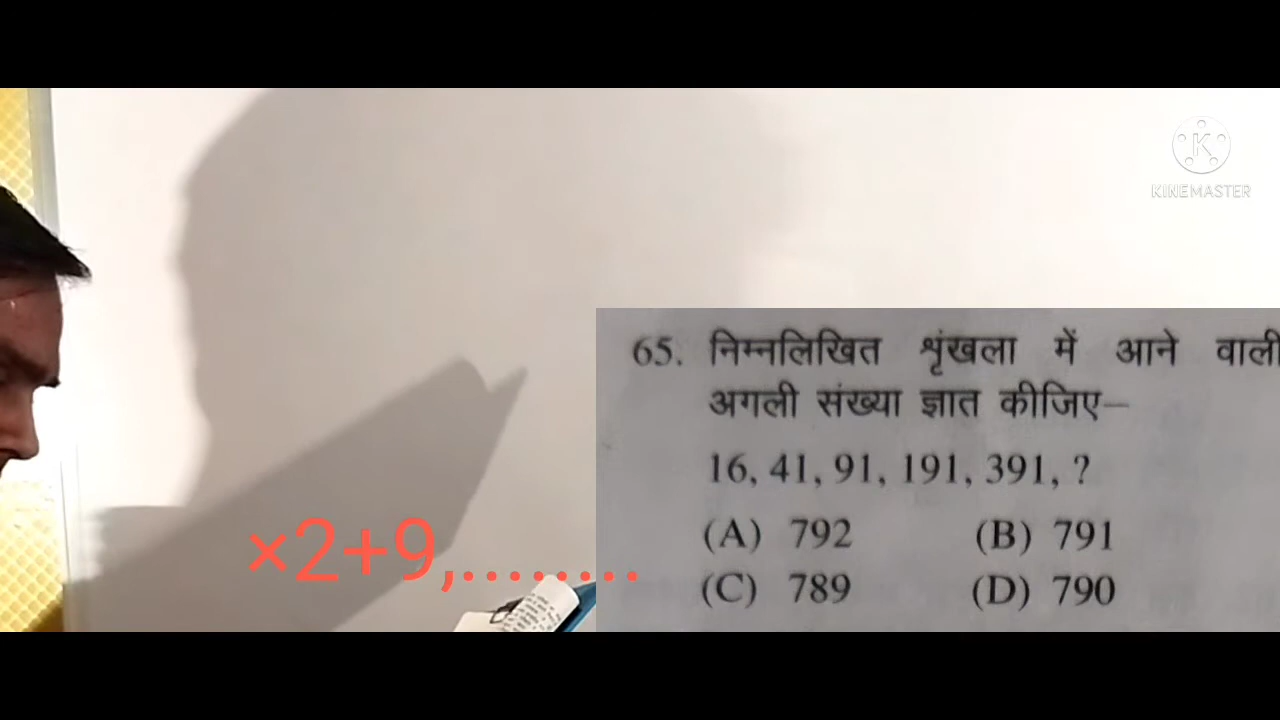 KINEMASTER
65. निम्नलिखित शृंखला में आने वाली
अगली संख्या ज्ञात कीजिए–
16, 41, 91, 191, 391, ?
(A) 792 (B) 791
(C) 789 (D) 790
×2+9,........